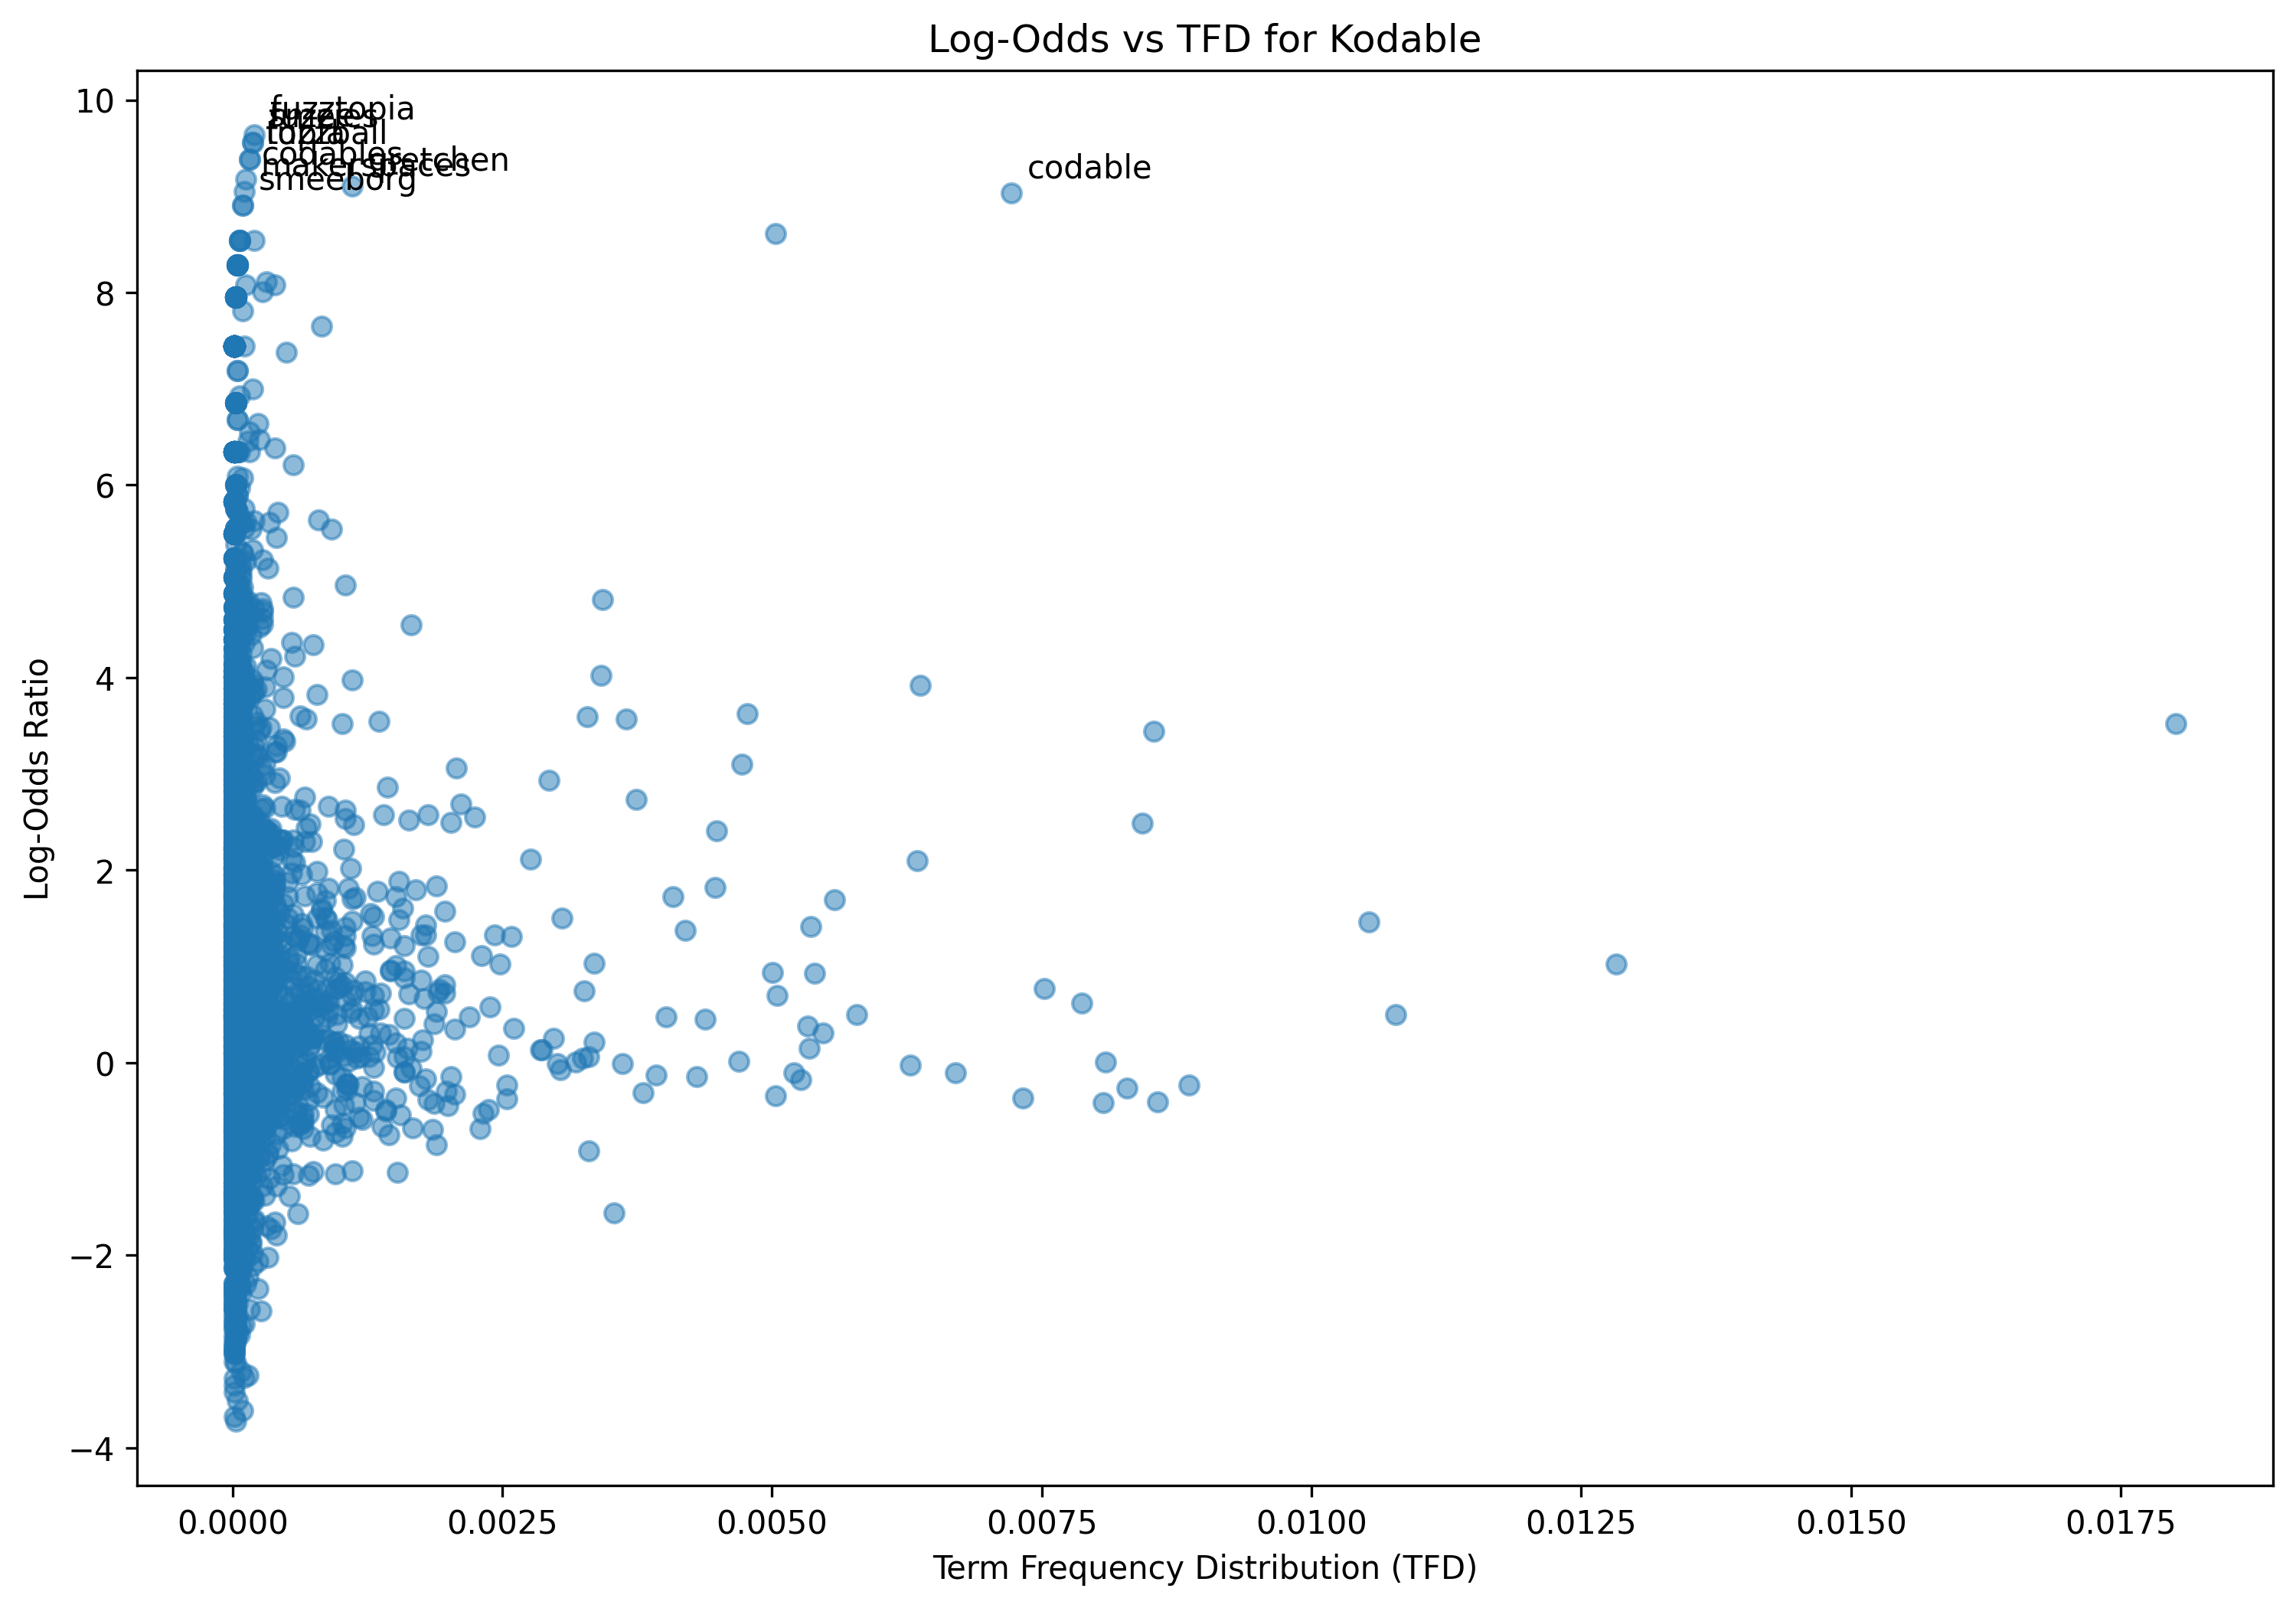 Log-Odds vs TFD for Kodable
10
8
6
4
2
0
−2
−4
Log-Odds Ratio
fuzztopia
smeeborg
makerspaces
gretchen
codable
0.0000
0.0025
0.0050
0.0075
0.0100
0.0125
0.0150
0.0175
Term Frequency Distribution (TFD)